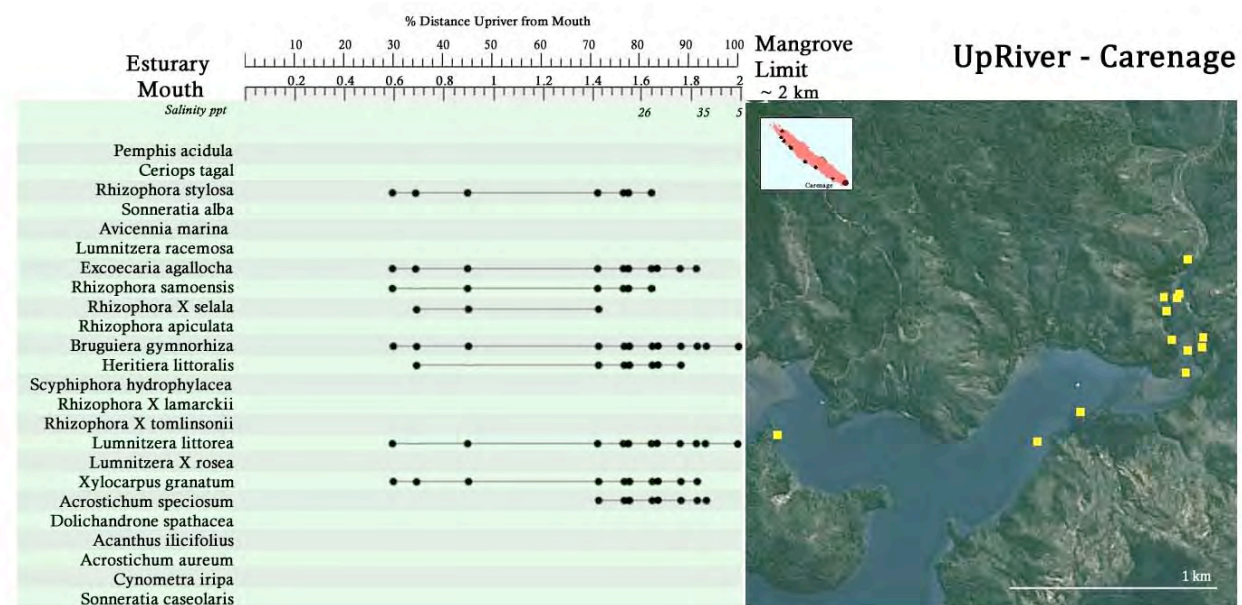 % Distance Upriver from Mouth
UpRiver - Carenage
Esturary
Mouth
10 20 30 40 50 60 70 80 90 100
0.2 0.4 0.6 0.8 1 1.2 1.4 1.6 1.8 2
Mangrove
Limit
~ 2 km
Salinity ppt 26 35 5
Carenage
Pemphis acidula
Ceriops tagal
Rhizophora stylosa
Sonneratia alba
Avicennia marina
Lumnitzera racemosa
Excoecaria agallocha
Rhizophora samoensis
Rhizophora X selala
Rhizophora apiculata
Bruguiera gymnorhiza
Heritiera littoralis
Scyphiphora hydrophylacea
Rhizophora X lamarckii
Rhizophora X tomlinsonii
Lumnitzera littorea
Lumnitzera X rosea
Xylocarpus granatum
Acrostichum speciosum
Dolichandrone spathacea
Acanthus ilicifolius
Acrostichum aureum
Cynometra iripa
Sonneratia caseolaris
1 km